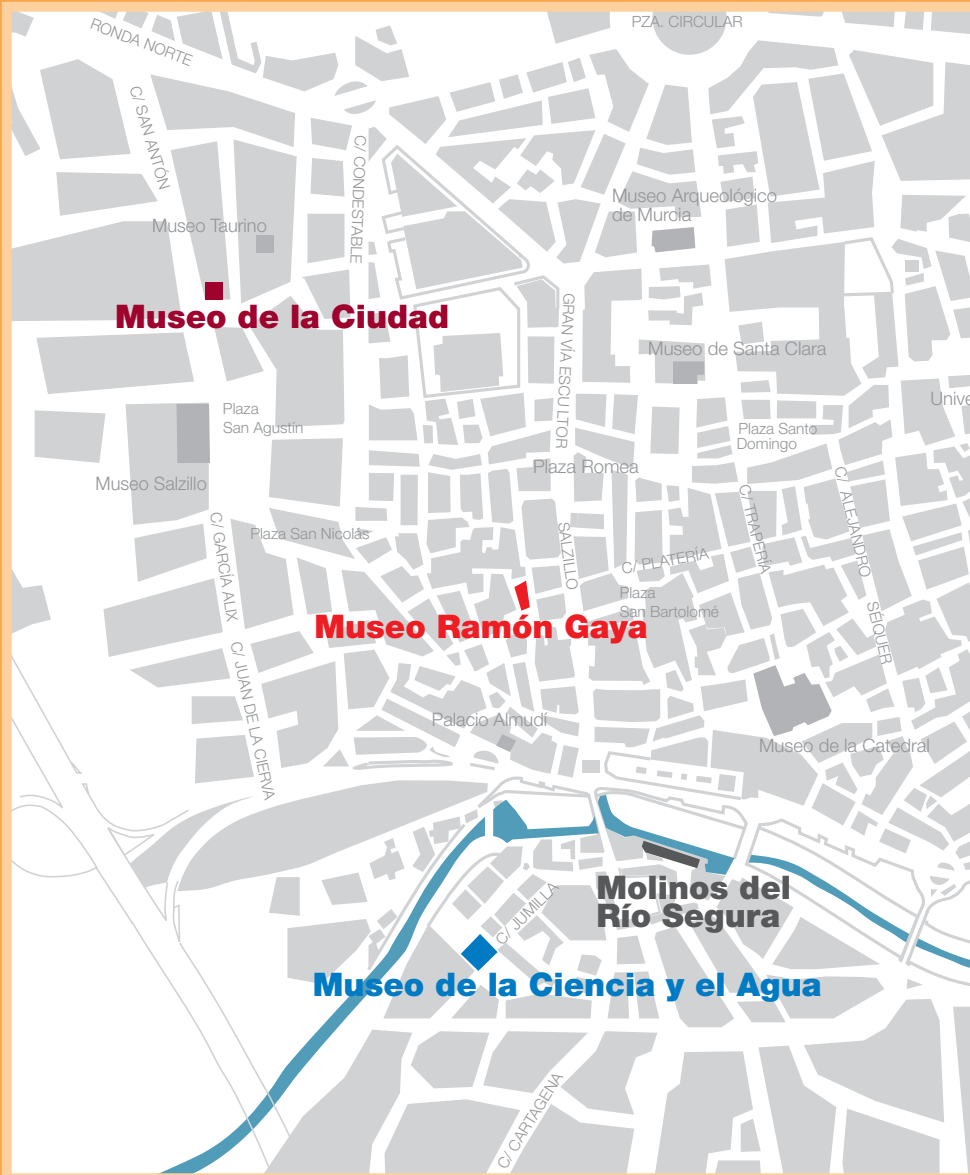 PZA. CIRCULAR
RONDA NORTE
C/ SAN ANTÓN
C/ CONDESTABLE
Museo Arqueológico
de Murcia
Museo Taurino
Museo de la Ciudad
GRAN VÍA ESCULTOR
Museo de Santa Clara
Unive
Plaza
San Agustín
Plaza Santo
Domingo
Plaza Romea
Museo Salzillo
C/ ALEJANDRO
C/ TRAPERÍA
C/ GARCÍA ALIX
Plaza San Nicolás
SALZILLO
C/ PLATERÍA
Plaza
San Bartolomé
SÉIQUER
Museo Ramón Gaya
C/ JUAN DE LA CIERVA
Palacio Almudí
Museo de la Catedral
C/ JUMILLA
Molinos del
Río Segura
Museo de la Ciencia y el Agua
C/ CARTAGENA